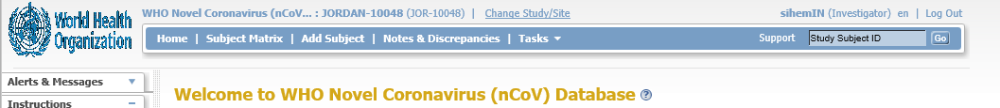 World Health
Organization
WHO Novel Coronavirus (nCoV... : JORDAN-10048 (JOR-10048) | Change Study/Site
sihemIN (Investigator) en | Log Out
Home | Subject Matrix | Add Subject | Notes & Discrepancies | Tasks
Support Study Subject ID Go
Alerts & Messages
Instructions
Welcome to WHO Novel Coronavirus (nCoV) Database ?